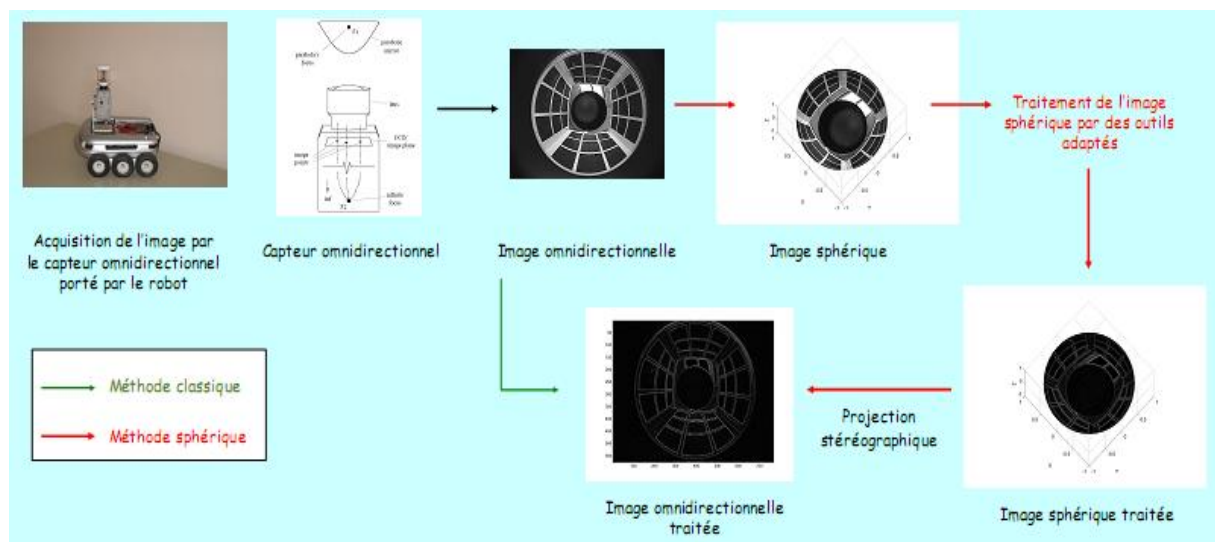 Acquisition de l'image par
le capteur omnidirectionnel
porté par le robot
Capteur omnidirectionnel
Image omnidirectionnelle
Image sphérique
Traitement de l'image
sphérique par des outils
adaptés
Méthode classique
Méthode sphérique
Projection
stéréographique
Image omnidirectionnelle
traitée
Image sphérique traitée